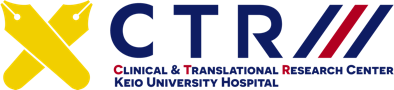 CTR
CLINICAL & TRANSLATIONAL RESEARCH CENTER
KEIO UNIVERSITY HOSPITAL